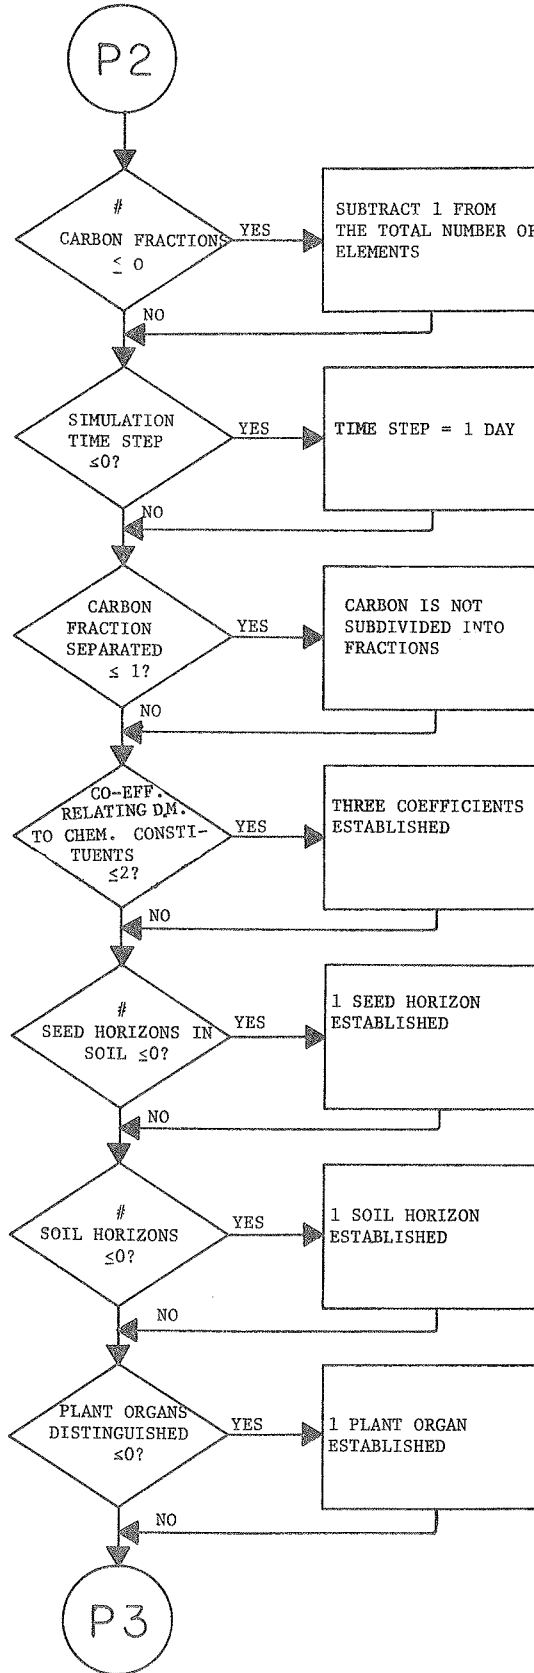 P2
#
CARBON FRACTIONS
≤ 0
YES
SUBTRACT 1 FROM
THE TOTAL NUMBER OF
ELEMENTS
NO
SIMULATION
TIME STEP
≤0?
YES
TIME STEP = 1 DAY
NO
CARBON
FRACTION
SEPARATED
≤ 1?
YES
CARBON IS NOT
SUBDIVIDED INTO
FRACTIONS
NO
CO-EFF.
RELATING D.M.
TO CHEM. CONSTI-
TUENTS
≤2?
YES
THREE COEFFICIENTS
ESTABLISHED
NO
#
SEED HORIZONS IN
SOIL ≤0?
YES
1 SEED HORIZON
ESTABLISHED
NO
#
SOIL HORIZONS
≤0?
YES
1 SOIL HORIZON
ESTABLISHED
NO
PLANT ORGANS
DISTINGUISHED
≤0?
YES
1 PLANT ORGAN
ESTABLISHED
NO
P3